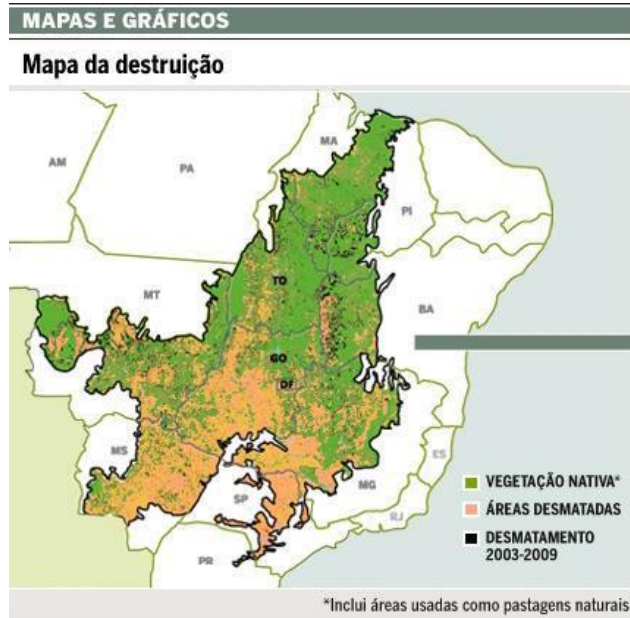 MAPAS E GRÁFICOS
Mapa da destruição
MA
AM
PA
PI
TO
MT
BA
GO
DF
MS
ES
MG
SP
RJ
PR
VEGETAÇÃO NATIVA*
ÁREAS DESMATADAS
DESMATAMENTO
2003-2009
*Inclui áreas usadas como pastagens naturais